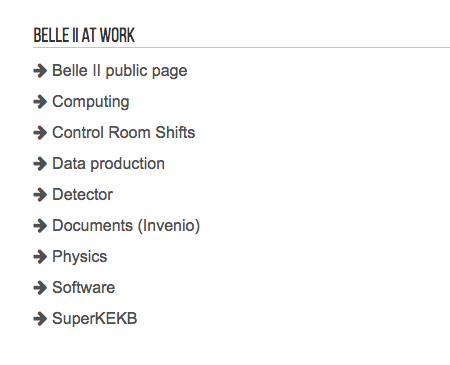 BELLE II AT WORK
Belle II public page
Computing
Control Room Shifts
Data production
Detector
Documents (Invenio)
Physics
Software
SuperKEKB